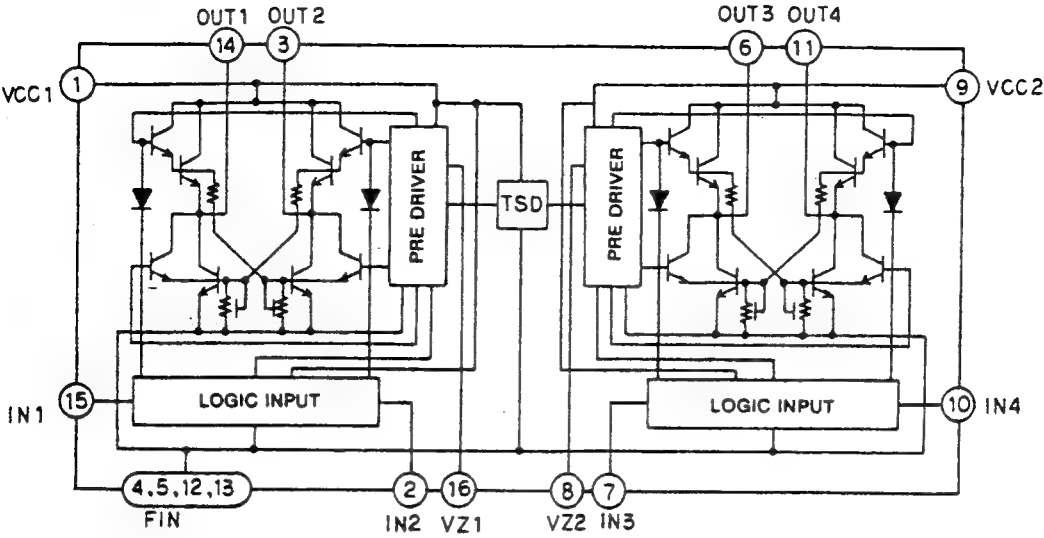 OUT1 OUT2
OUT3 OUT4
14
3
6
11
1
9
VCC1
VCC2
PRE DRIVER
TSD
PRE DRIVER
LOGIC INPUT
LOGIC INPUT
15
10
IN1
IN4
4,5,12,13
2
16
8
7
FIN
IN2
VZ1
VZ2
IN3